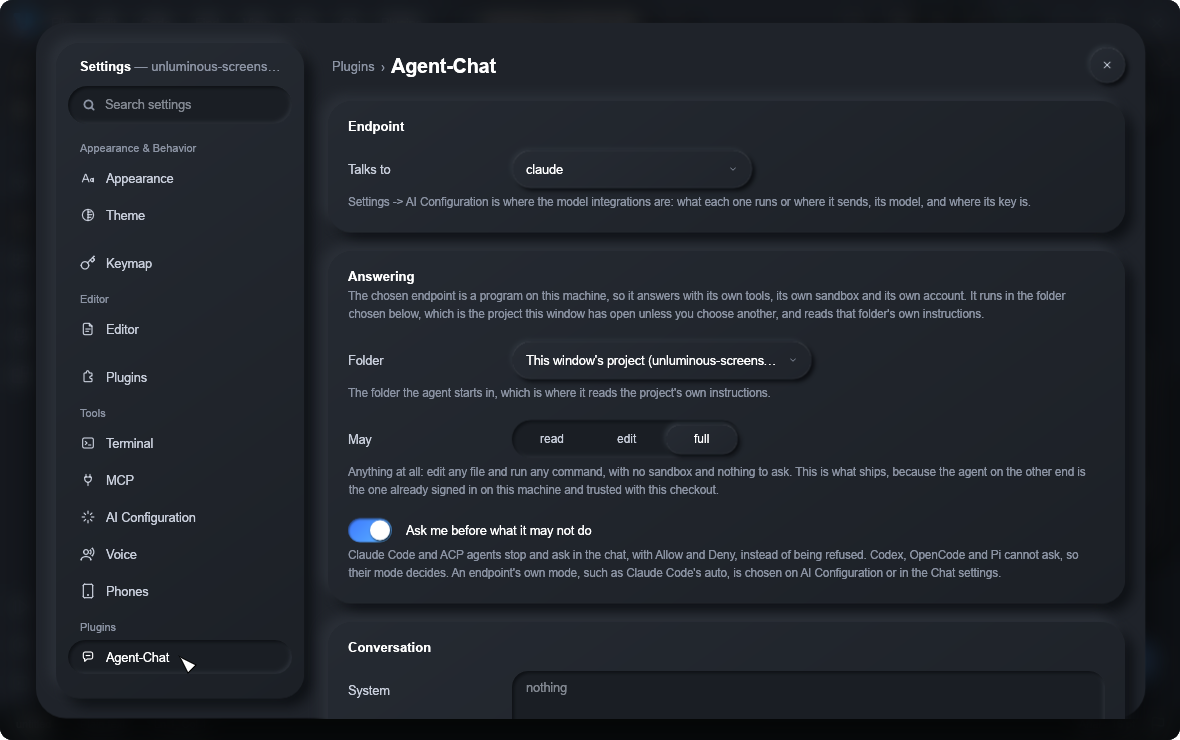 Settings — unluminous-screens...
Search settings
Appearance & Behavior
Appearance
Theme
Keymap
Editor
Editor
Plugins
Tools
Terminal
MCP
AI Configuration
Voice
Phones
Plugins
Agent-Chat
Plugins › Agent-Chat
Endpoint
Talks to
claude
Settings -> AI Configuration is where the model integrations are: what each one runs or where it sends, its model, and where its key is.
Answering
The chosen endpoint is a program on this machine, so it answers with its own tools, its own sandbox and its own account. It runs in the folder
chosen below, which is the project this window has open unless you choose another, and reads that folder's own instructions.
Folder
This window's project (unluminous-screens...
The folder the agent starts in, which is where it reads the project's own instructions.
May
read edit full
Anything at all: edit any file and run any command, with no sandbox and nothing to ask. This is what ships, because the agent on the other end is
the one already signed in on this machine and trusted with this checkout.
Ask me before what it may not do
Claude Code and ACP agents stop and ask in the chat, with Allow and Deny, instead of being refused. Codex, OpenCode and Pi cannot ask, so
their mode decides. An endpoint's own mode, such as Claude Code's auto, is chosen on AI Configuration or in the Chat settings.
Conversation
System
nothing